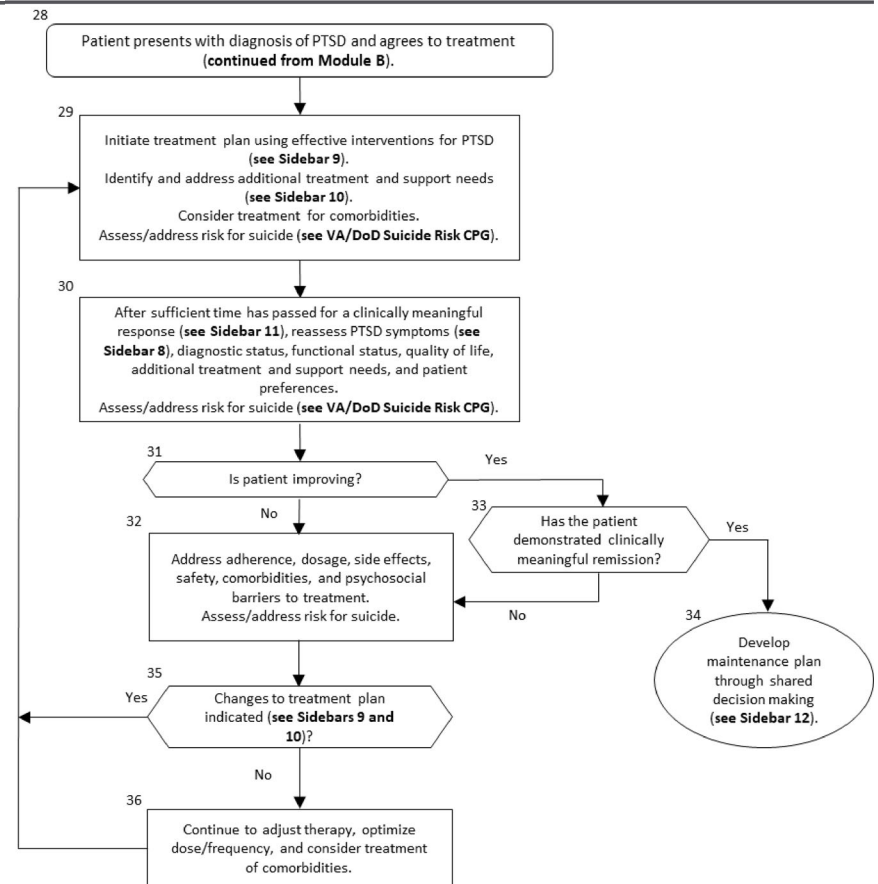 28
Patient presents with diagnosis of PTSD and agrees to treatment
(continued from Module B).
29
Initiate treatment plan using effective interventions for PTSD
(see Sidebar 9).
Identify and address additional treatment and support needs
(see Sidebar 10).
Consider treatment for comorbidities.
Assess/address risk for suicide (see VA/DoD Suicide Risk CPG).
30
After sufficient time has passed for a clinically meaningful
response (see Sidebar 11), reassess PTSD symptoms (see
Sidebar 8), diagnostic status, functional status, quality of life,
additional treatment and support needs, and patient
preferences.
Assess/address risk for suicide (see VA/DoD Suicide Risk CPG).
31
Is patient improving?
Yes
No
33
Has the patient
demonstrated clinically
meaningful remission?
Yes
No
32
Address adherence, dosage, side effects,
safety, comorbidities, and psychosocial
barriers to treatment.
Assess/address risk for suicide.
34
Develop
maintenance plan
through shared
decision making
(see Sidebar 12).
35
Changes to treatment plan
indicated (see Sidebars 9 and
10)?
Yes
No
36
Continue to adjust therapy, optimize
dose/frequency, and consider treatment
of comorbidities.